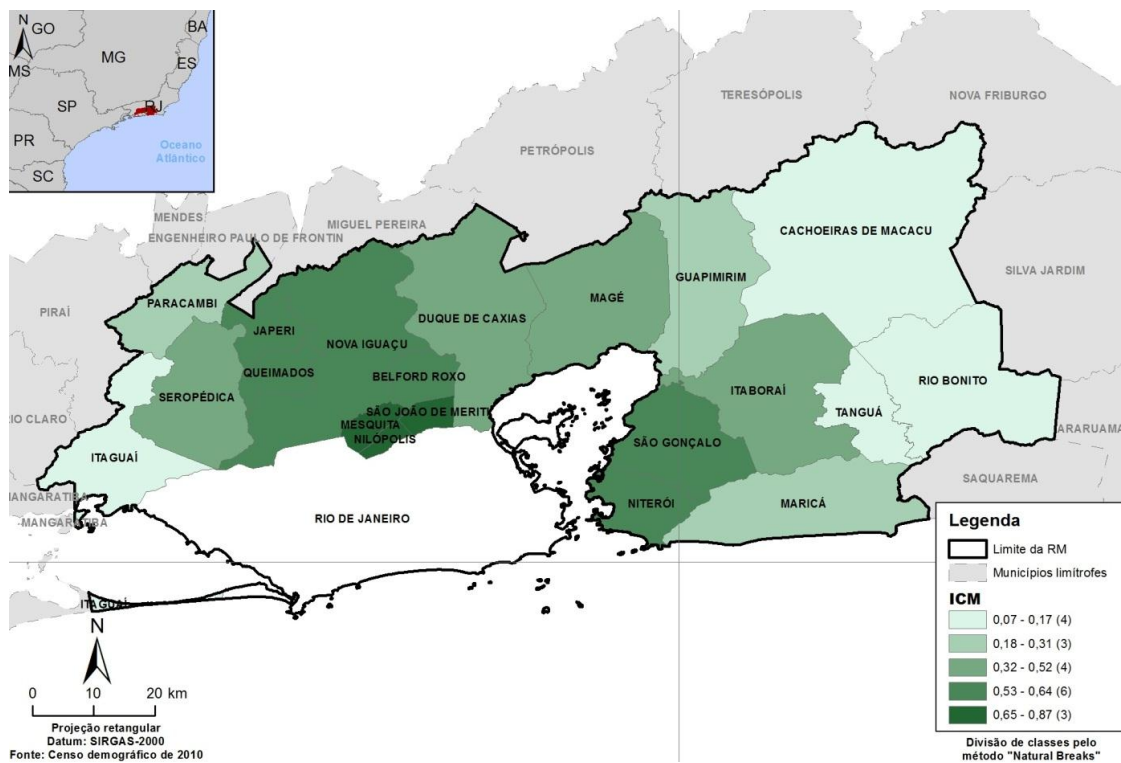 N
GO
BA
MG
MS
ES
SP
RJ
PR
Oceano
Atlântico
SC
TERESÓPOLIS
NOVA FRIBURGO
PETRÓPOLIS
MENDES
MIGUEL PEREIRA
ENGENHEIRO PAULO DE FRONTIN
CACHOEIRAS DE MACACU
SILVA JARDIM
GUAPIMIRIM
PARACAMBI
MAGÉ
PIRAÍ
DUQUE DE CAXIAS
JAPERI
NOVA IGUAÇU
QUEIMADOS
BELFORD ROXO
RIO BONITO
ITABORAÍ
SEROPÉDICA
SÃO JOÃO DE MERITI
TANGUÁ
RIO CLARO
MESQUITA
ARARUAMA
NILÓPOLIS
SÃO GONÇALO
ITAGUAÍ
SAQUAREMA
MANGARATIBA
NITERÓI
MARICÁ
RIO DE JANEIRO
MANGARATIBA
ITAGUAÍ
N
0 10 20 km
Projeção retangular
Datum: SIRGAS-2000
Fonte: Censo demográfico de 2010
Legenda
Limite da RM
Municípios limítrofes
ICM
0,07 - 0,17 (4)
0,18 - 0,31 (3)
0,32 - 0,52 (4)
0,53 - 0,64 (6)
0,65 - 0,87 (3)
Divisão de classes pelo
método "Natural Breaks"